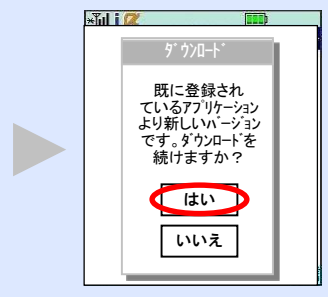 ﾀﾞｳﾝﾛｰﾄﾞ
既に登録され
ているｱﾌﾟﾘｹｰｼｮﾝ
より新しいﾊﾞｰｼﾞｮﾝ
です。ﾀﾞｳﾝﾛｰﾄﾞを
続けますか？
はい
いいえ